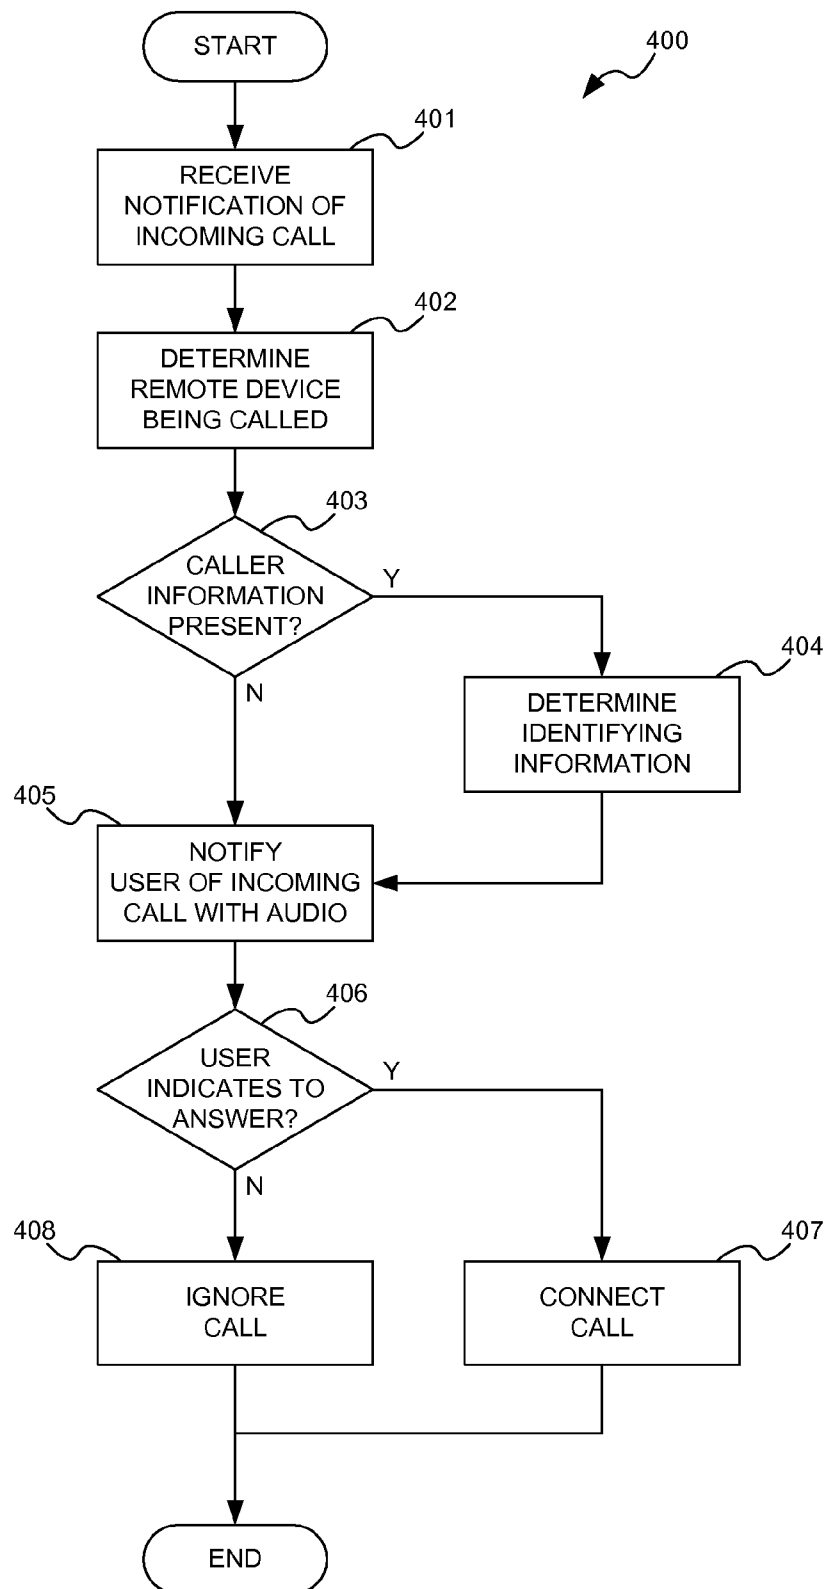 START
400
401
RECEIVE
NOTIFICATION OF
INCOMING CALL
402
DETERMINE
REMOTE DEVICE
BEING CALLED
403
CALLER
INFORMATION
PRESENT?
Y
N
404
DETERMINE
IDENTIFYING
INFORMATION
405
NOTIFY
USER OF INCOMING
CALL WITH AUDIO
406
USER
INDICATES TO
ANSWER?
Y
N
408
IGNORE
CALL
407
CONNECT
CALL
END